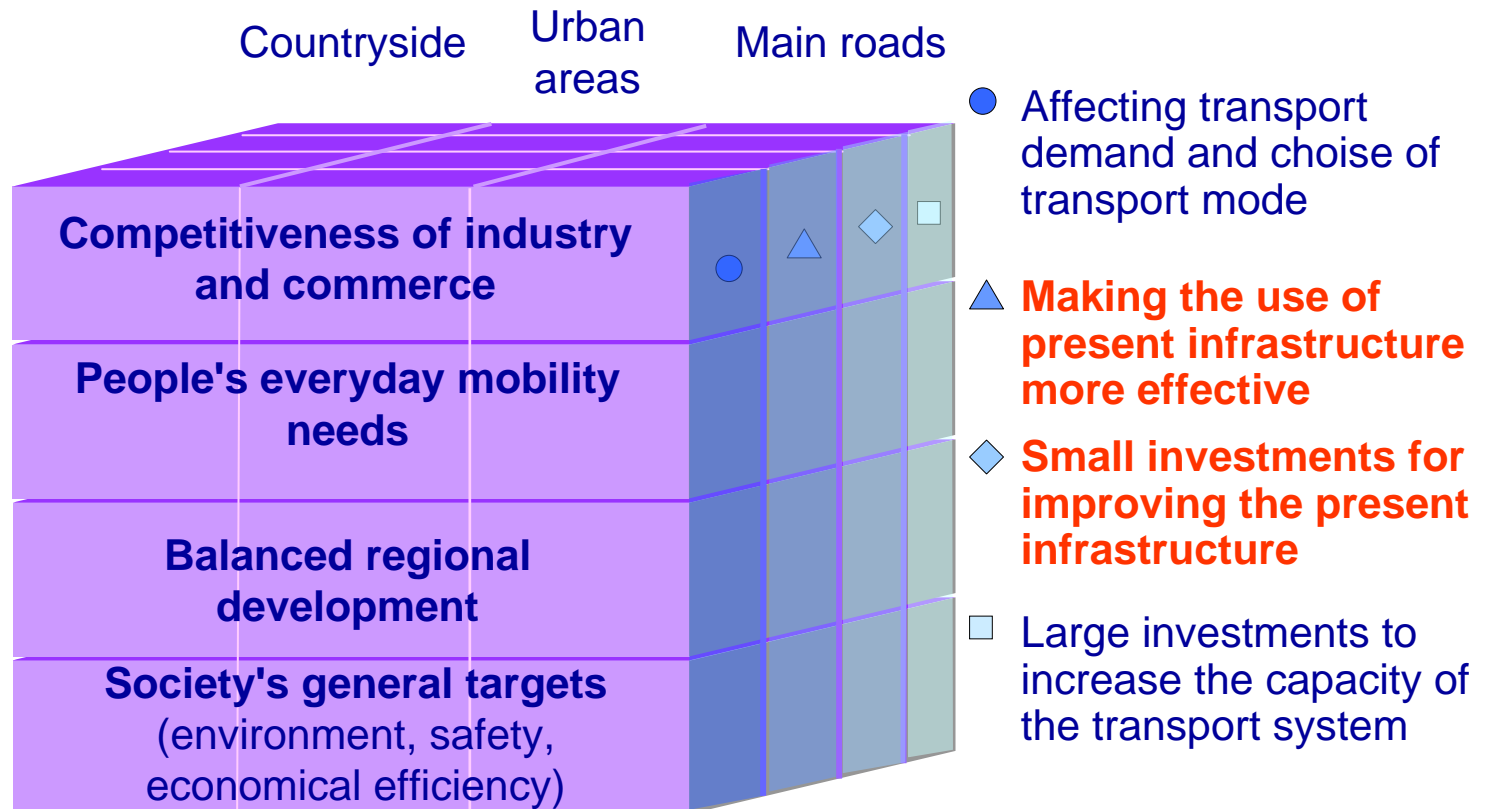 Countryside
Urban
areas
Main roads
Competitiveness of industry
and commerce
People's everyday mobility
needs
Balanced regional
development
Society's general targets
(environment, safety,
economical efficiency)
Affecting transport
demand and choise of
transport mode
Making the use of
present infrastructure
more effective
Small investments for
improving the present
infrastructure
Large investments to
increase the capacity of
the transport system